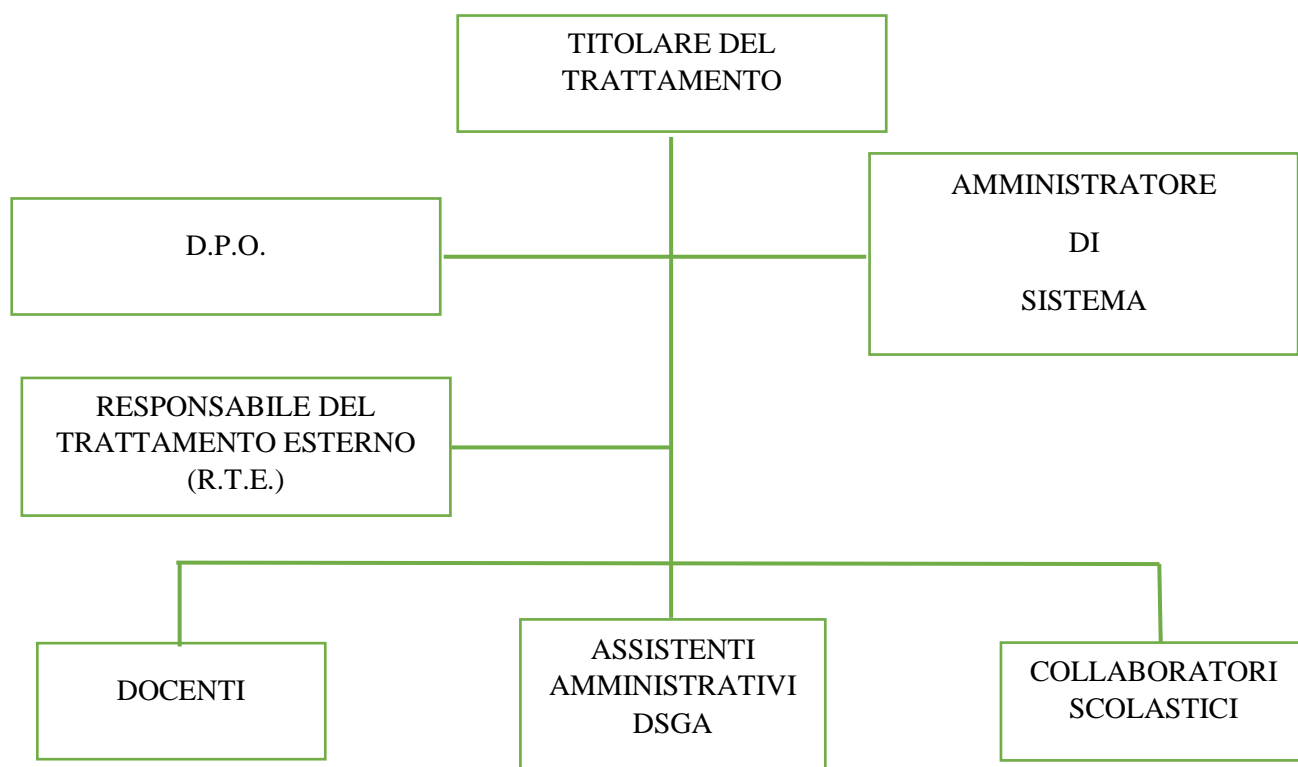 TITOLARE DEL
TRATTAMENTO
AMMINISTRATORE
DI
SISTEMA
D.P.O.
RESPONSABILE DEL
TRATTAMENTO ESTERNO
(R.T.E.)
DOCENTI
ASSISTENTI
AMMINISTRATIVI
DSGA
COLLABORATORI
SCOLASTICI